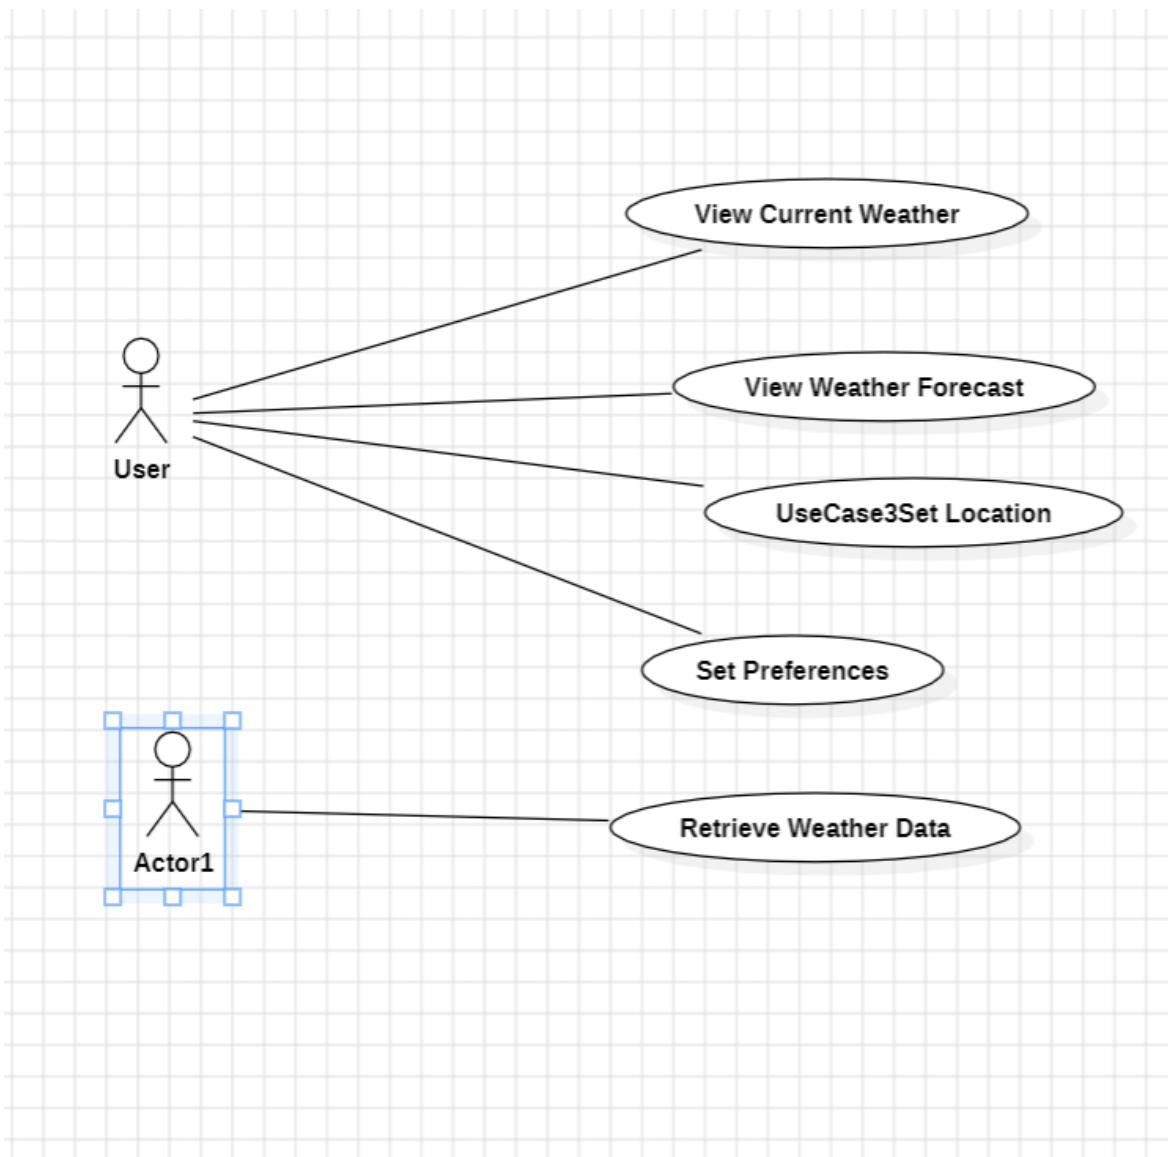 View Current Weather
View Weather Forecast
User
UseCase3Set Location
Set Preferences
Retrieve Weather Data
Actor1